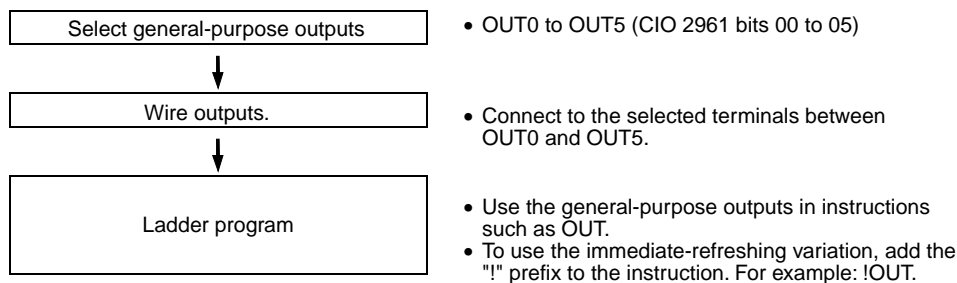 Select general-purpose outputs
• OUT0 to OUT5 (CIO 2961 bits 00 to 05)
Wire outputs.
• Connect to the selected terminals between
OUT0 and OUT5.
Ladder program
• Use the general-purpose outputs in instructions
such as OUT.
• To use the immediate-refreshing variation, add the
"!" prefix to the instruction. For example: !OUT.